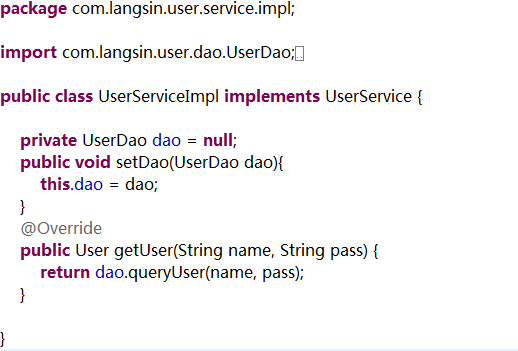 package com.langsin.user.service.impl;
import com.langsin.user.dao.UserDao;
public class UserServiceImpl implements UserService {
private UserDao dao = null;
public void setDao(UserDao dao){
this.dao = dao;
}
@Override
public User getUser(String name, String pass) {
return dao.queryUser(name, pass);
}
}